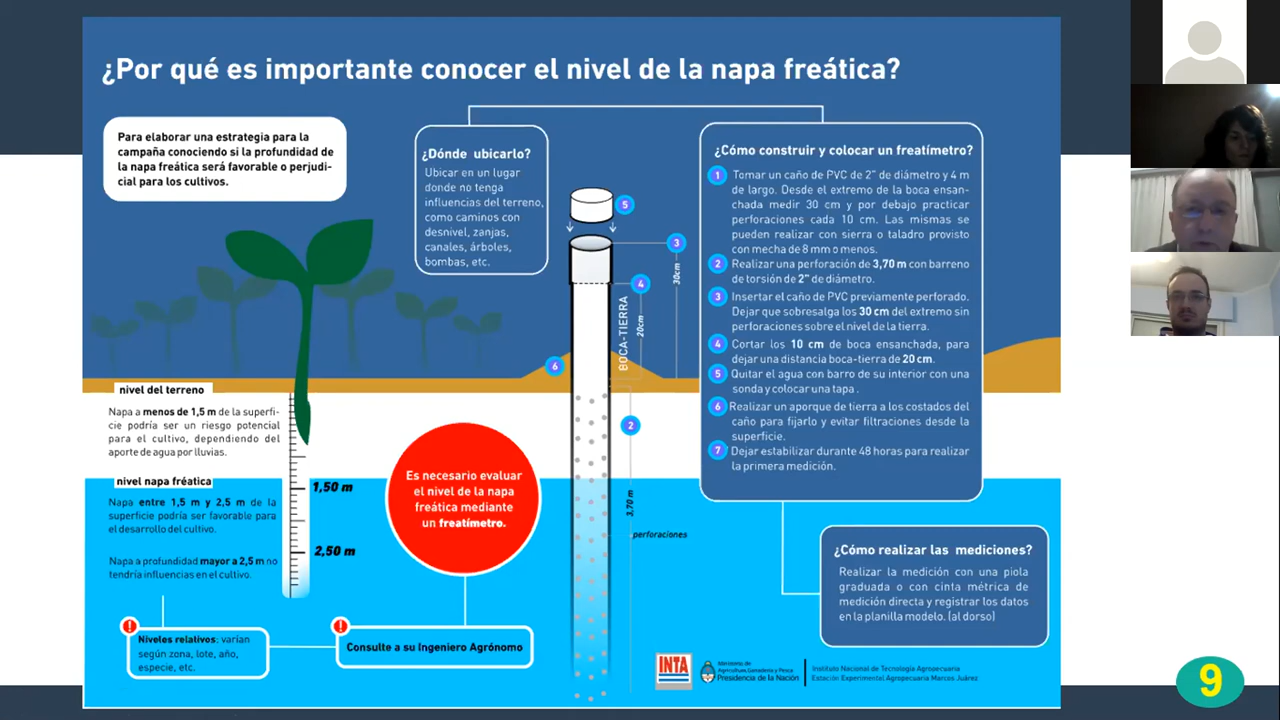 ¿Por qué es importante conocer el nivel de la napa freática?
Para elaborar una estrategia para la
campaña conociendo si la profundidad de
la napa freática será favorable o perju-
cial para los cultivos.
¿Dónde ubicarlo?
Ubicar en un lugar
donde no tenga
influencias del terreno,
como caminos con
desnivel, zanjas,
canales, árboles,
bombas, etc.
¿Cómo construir y colocar un freatímetro?
1 Tomar un caño de PVC de 2" de diámetro y 4 m
de largo. Desde el extremo de la boca ensan-
chada medir 30 cm y por debajo practicar
perforaciones cada 10 cm. Las mismas se
pueden realizar con sierra o taladro provisto
con mecha de 8 mm o menos.
2 Realizar una perforación de 3,70 m con barreno
de torsión de 2" de diámetro.
3 Insertar el caño de PVC previamente perforado.
Dejar que sobresalga los 30 cm del extremo sin
perforaciones sobre el nivel de la tierra.
4 Cortar los 10 cm de boca ensanchada, para
dejar una distancia boca-tierra de 20 cm.
5 Quitar el agua con barro de su interior con una
sonda y colocar una tapa .
6 Realizar un aporque de tierra a los costados del
caño para fijarlo y evitar filtraciones desde la
superficie.
7 Dejar estabilizar durante 48 horas para realizar
la primera medición.
5
3
30cm
4
BOCA-TIERRA
20cm
6
2
3,70 m
perforaciones
nivel del terreno
Napa a menos de 1,5 m de la superfi-
cie podría ser un riesgo potencial
para el cultivo, dependiendo del
aporte de agua por lluvias.
nivel napa fréatica
Napa entre 1,5 m y 2,5 m de la
superficie podría ser favorable para
el desarrollo del cultivo.
Napa a profundidad mayor a 2,5 m no
tendría influencias en el cultivo.
1,50 m
2,50 m
Es necesario evaluar
el nivel de la napa
freática mediante
un freatímetro.
¿Cómo realizar las mediciones?
Realizar la medición con una piola
graduada o con cinta métrica de
medición directa y registrar los datos
en la planilla modelo. (al dorso)
!
Niveles relativos: varían
según zona, lote, año,
especie, etc.
!
Consulte a su Ingeniero Agrónomo
INTA
Ministerio de
Agricultura, Ganadería y Pesca
Presidencia de la Nación
Instituto Nacional de Tecnología Agropecuaria
Estación Experimental Agropecuaria Marcos Juárez
9